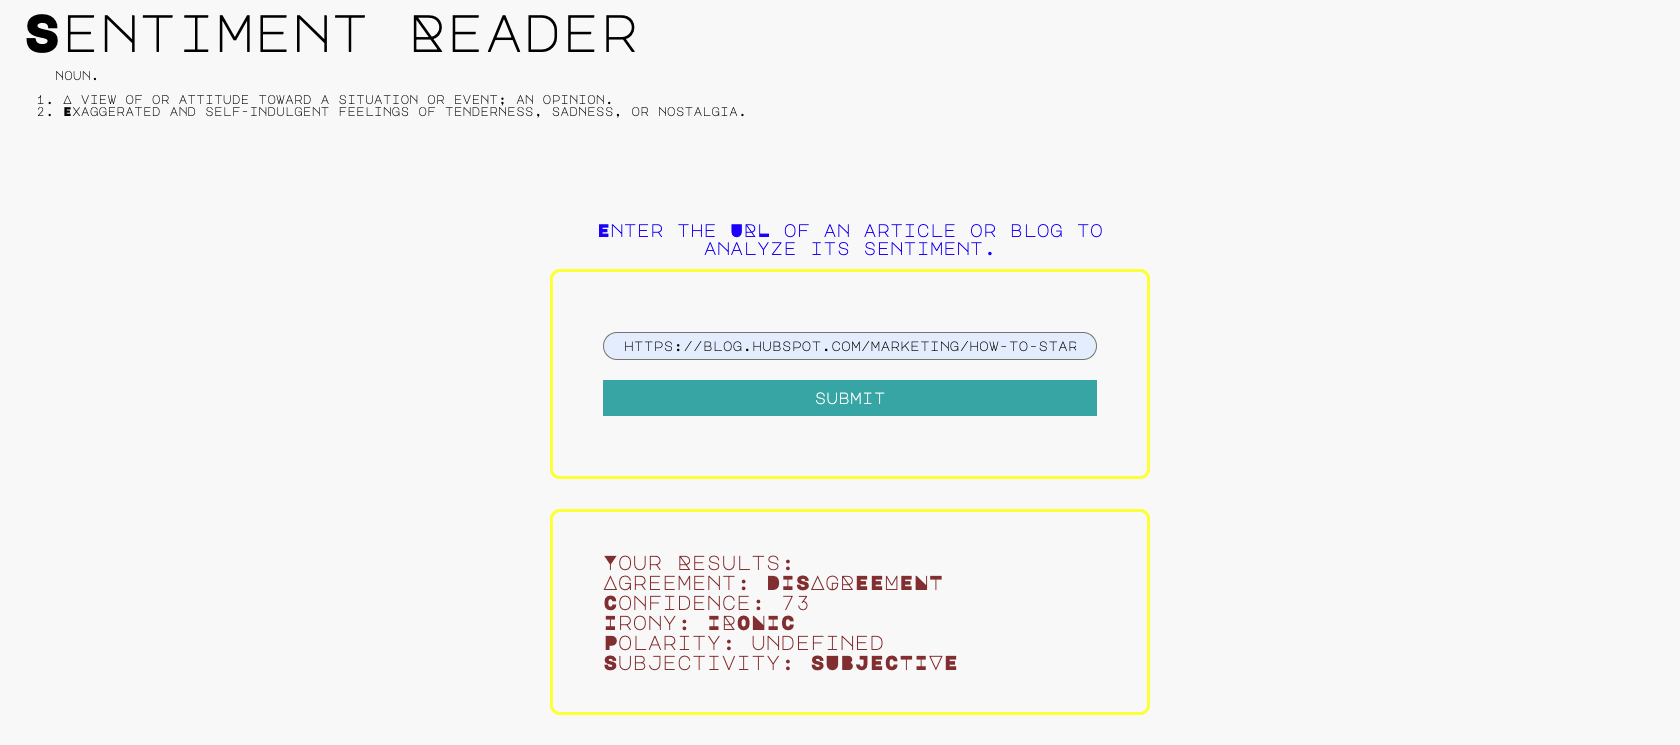 Sentiment Reader
noun.
1. A view of or attitude toward a situation or event; an opinion.
2. Exaggerated and self-indulgent feelings of tenderness, sadness, or nostalgia.
Enter the URL of an article or blog to
analyze its sentiment.
https://blog.hubspot.com/marketing/how-to-star
submit
Your Results:
Agreement: DISAGREEMENT
Confidence: 73
Irony: IRONIC
Polarity: undefined
Subjectivity: SUBJECTIVE